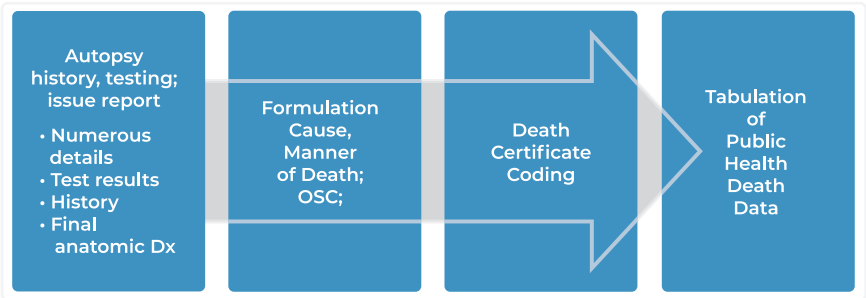 Autopsy
history, testing;
issue report
• Numerous
details
• Test results
• History
• Final
anatomic Dx
Formulation
Cause,
Manner
of Death;
OSC;
Death
Certificate
Coding
Tabulation
of
Public
Health
Death
Data